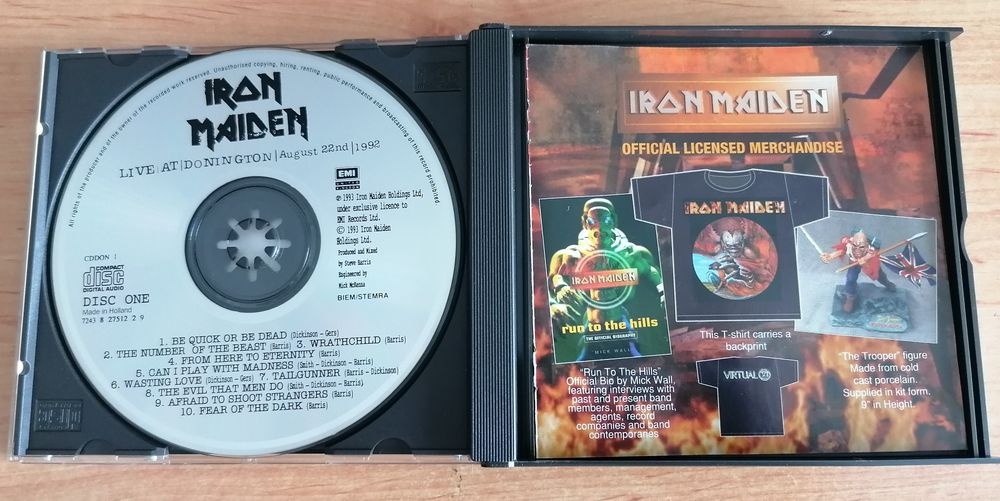 All rights of the producer and of the owner of the recorded work reserved. Unauthorised copying, hiring, renting, public performance and broadcasting of this record prohibited
IRON
MAIDEN
LIVE AT DONINGTON August 22nd 1992
EMI
℗ 1993 Iron Maiden Holdings Ltd,
under exclusive licence to
EMI Records Ltd.
© 1993 Iron Maiden
Holdings Ltd.
Produced and Mixed
by Steve Harris
Engineered by
Mick McKenna
BIEM/STEMRA
CDDON 1
COMPACT
disc
DIGITAL AUDIO
DISC ONE
Made in Holland
7243 8 27512 2 9
1. BE QUICK OR BE DEAD (Dickinson - Gers)
2. THE NUMBER OF THE BEAST (Harris) 3. WRATHCHILD (Harris)
4. FROM HERE TO ETERNITY (Harris)
5. CAN I PLAY WITH MADNESS (Smith - Dickinson - Harris)
6. WASTING LOVE (Dickinson - Gers) 7. TAILGUNNER (Harris - Dickinson)
8. THE EVIL THAT MEN DO (Smith - Dickinson - Harris)
9. AFRAID TO SHOOT STRANGERS (Harris)
10. FEAR OF THE DARK (Harris)
IRON MAIDEN
OFFICIAL LICENSED MERCHANDISE
IRON MAIDEN
IRON MAIDEN
run to the hills
THE OFFICIAL BIOGRAPHY
MICK WALL
This T-shirt carries a
backprint
VIRTUAL XI
"Run To The Hills"
Official Bio by Mick Wall,
featuring interviews with
past and present band
members, management,
agents, record
companies and band
contemporaries
"The Trooper" figure
Made from cold
cast porcelain.
Supplied in kit form.
9" in Height.